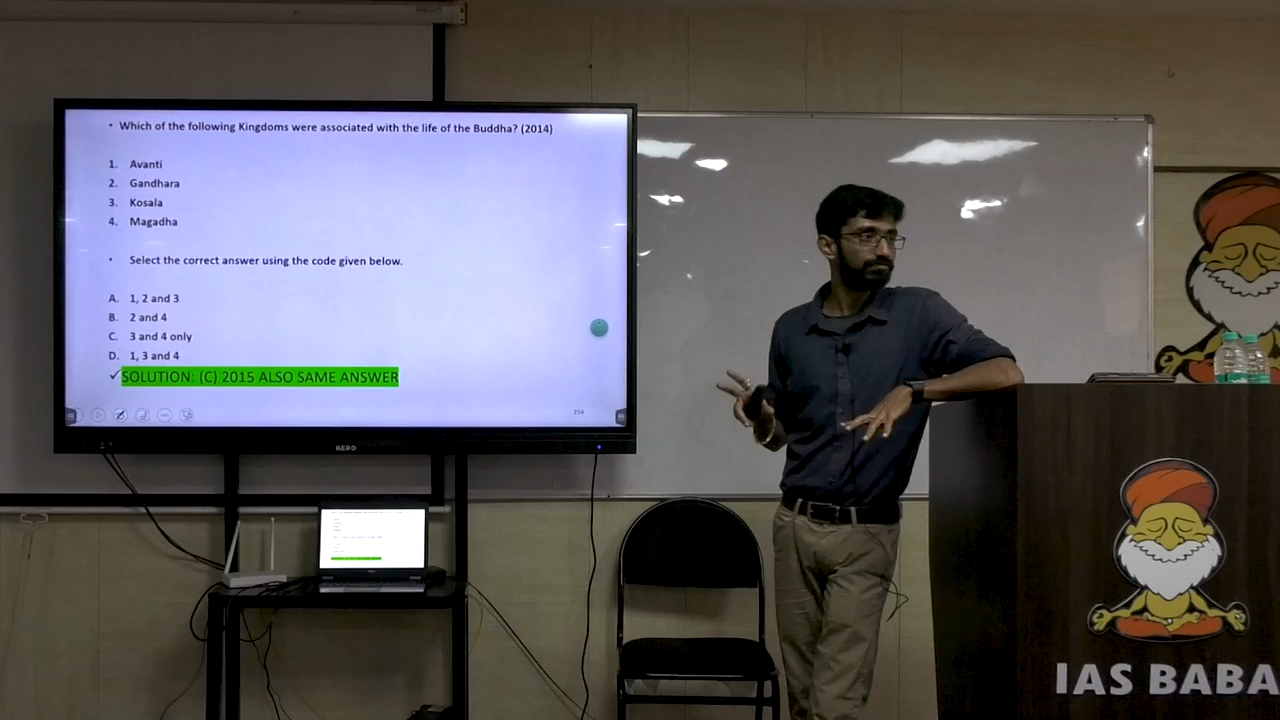 • Which of the following Kingdoms were associated with the life of the Buddha? (2014)
1. Avanti
2. Gandhara
3. Kosala
4. Magadha
• Select the correct answer using the code given below.
A. 1, 2 and 3
B. 2 and 4
C. 3 and 4 only
D. 1, 3 and 4
✓ SOLUTION: (C) 2015 ALSO SAME ANSWER
254
AERO
IAS BABA